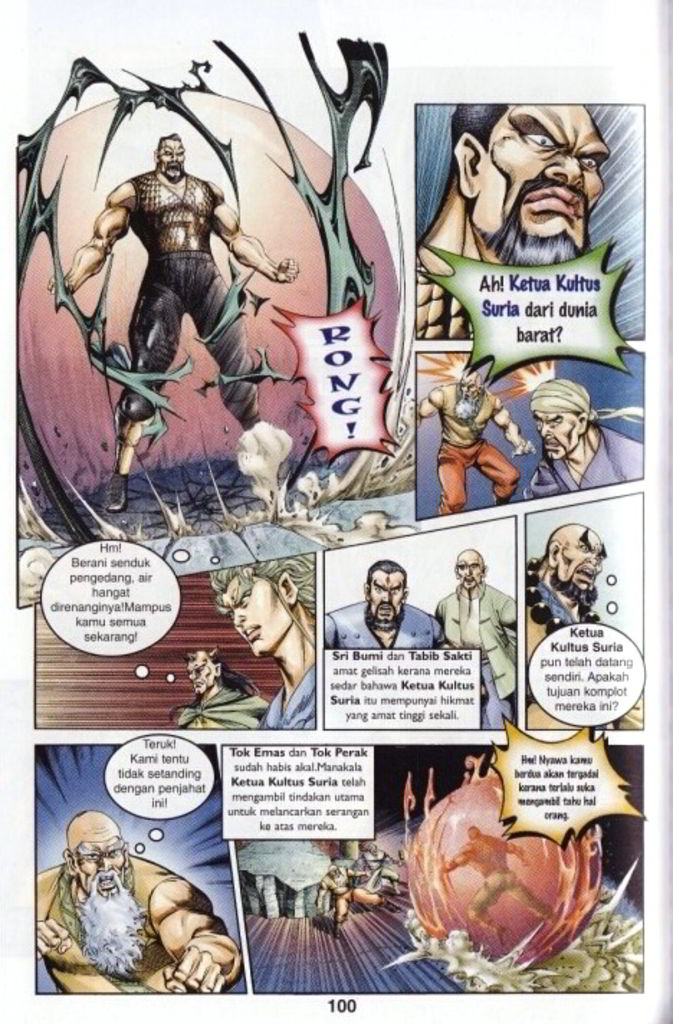 RONG!
Ah! Ketua Kultus
Suria dari dunia
barat?
Hm!
Berani senduk
pengedang, air
hangat
direnanginya!Mampus
kamu semua
sekarang!
Sri Bumi dan Tabib Sakti
amat gelisah kerana mereka
sedar bahawa Ketua Kultus
Suria itu mempunyai hikmat
yang amat tinggi sekali.
Ketua
Kultus Suria
pun telah datang
sendiri. Apakah
tujuan komplot
mereka ini?
Teruk!
Kami tentu
tidak setanding
dengan penjahat
ini!
Tok Emas dan Tok Perak
sudah habis akal.Manakala
Ketua Kultus Suria telah
mengambil tindakan utama
untuk melancarkan serangan
ke atas mereka.
Hm! Nyawa kamu
berdua akan tergadai
kerana terlalu suka
mengambil tahu hal
orang.
100